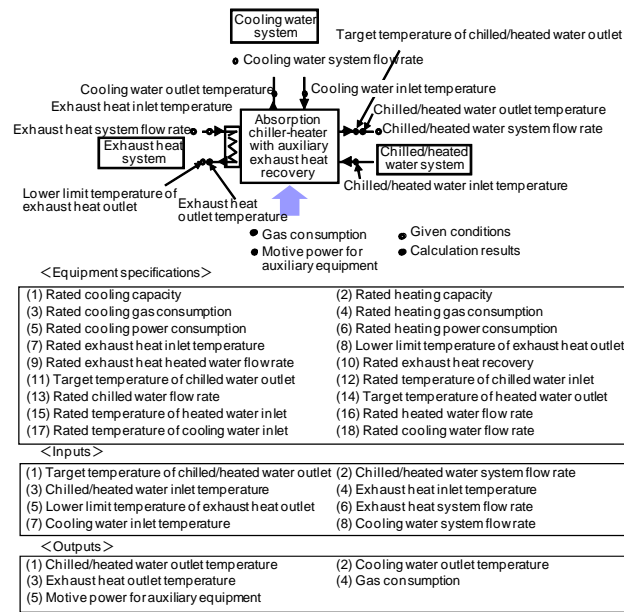 Cooling water
system
Target temperature of chilled/heated water outlet
Cooling water system flow rate
Cooling water outlet temperature
Cooling water inlet temperature
Exhaust heat inlet temperature
Chilled/heated water outlet temperature
Exhaust heat system flow rate
Chilled/heated water system flow rate
Absorption
chiller-heater
with auxiliary
exhaust heat
recovery
Exhaust heat
system
Chilled/heated
water system
Lower limit temperature of
exhaust heat outlet
Exhaust heat
outlet temperature
Chilled/heated water inlet temperature
Gas consumption
Given conditions
Motive power for
auxiliary equipment
Calculation results
<Equipment specifications>
(1) Rated cooling capacity (2) Rated heating capacity
(3) Rated cooling gas consumption (4) Rated heating gas consumption
(5) Rated cooling power consumption (6) Rated heating power consumption
(7) Rated exhaust heat inlet temperature (8) Lower limit temperature of exhaust heat outlet
(9) Rated exhaust heat heated water flow rate (10) Rated exhaust heat recovery
(11) Target temperature of chilled water outlet (12) Rated temperature of chilled water inlet
(13) Rated chilled water flow rate (14) Target temperature of heated water outlet
(15) Rated temperature of heated water inlet (16) Rated heated water flow rate
(17) Rated temperature of cooling water inlet (18) Rated cooling water flow rate
<Inputs>
(1) Target temperature of chilled/heated water outlet (2) Chilled/heated water system flow rate
(3) Chilled/heated water inlet temperature (4) Exhaust heat inlet temperature
(5) Lower limit temperature of exhaust heat outlet (6) Exhaust heat system flow rate
(7) Cooling water inlet temperature (8) Cooling water system flow rate
<Outputs>
(1) Chilled/heated water outlet temperature (2) Cooling water outlet temperature
(3) Exhaust heat outlet temperature (4) Gas consumption
(5) Motive power for auxiliary equipment